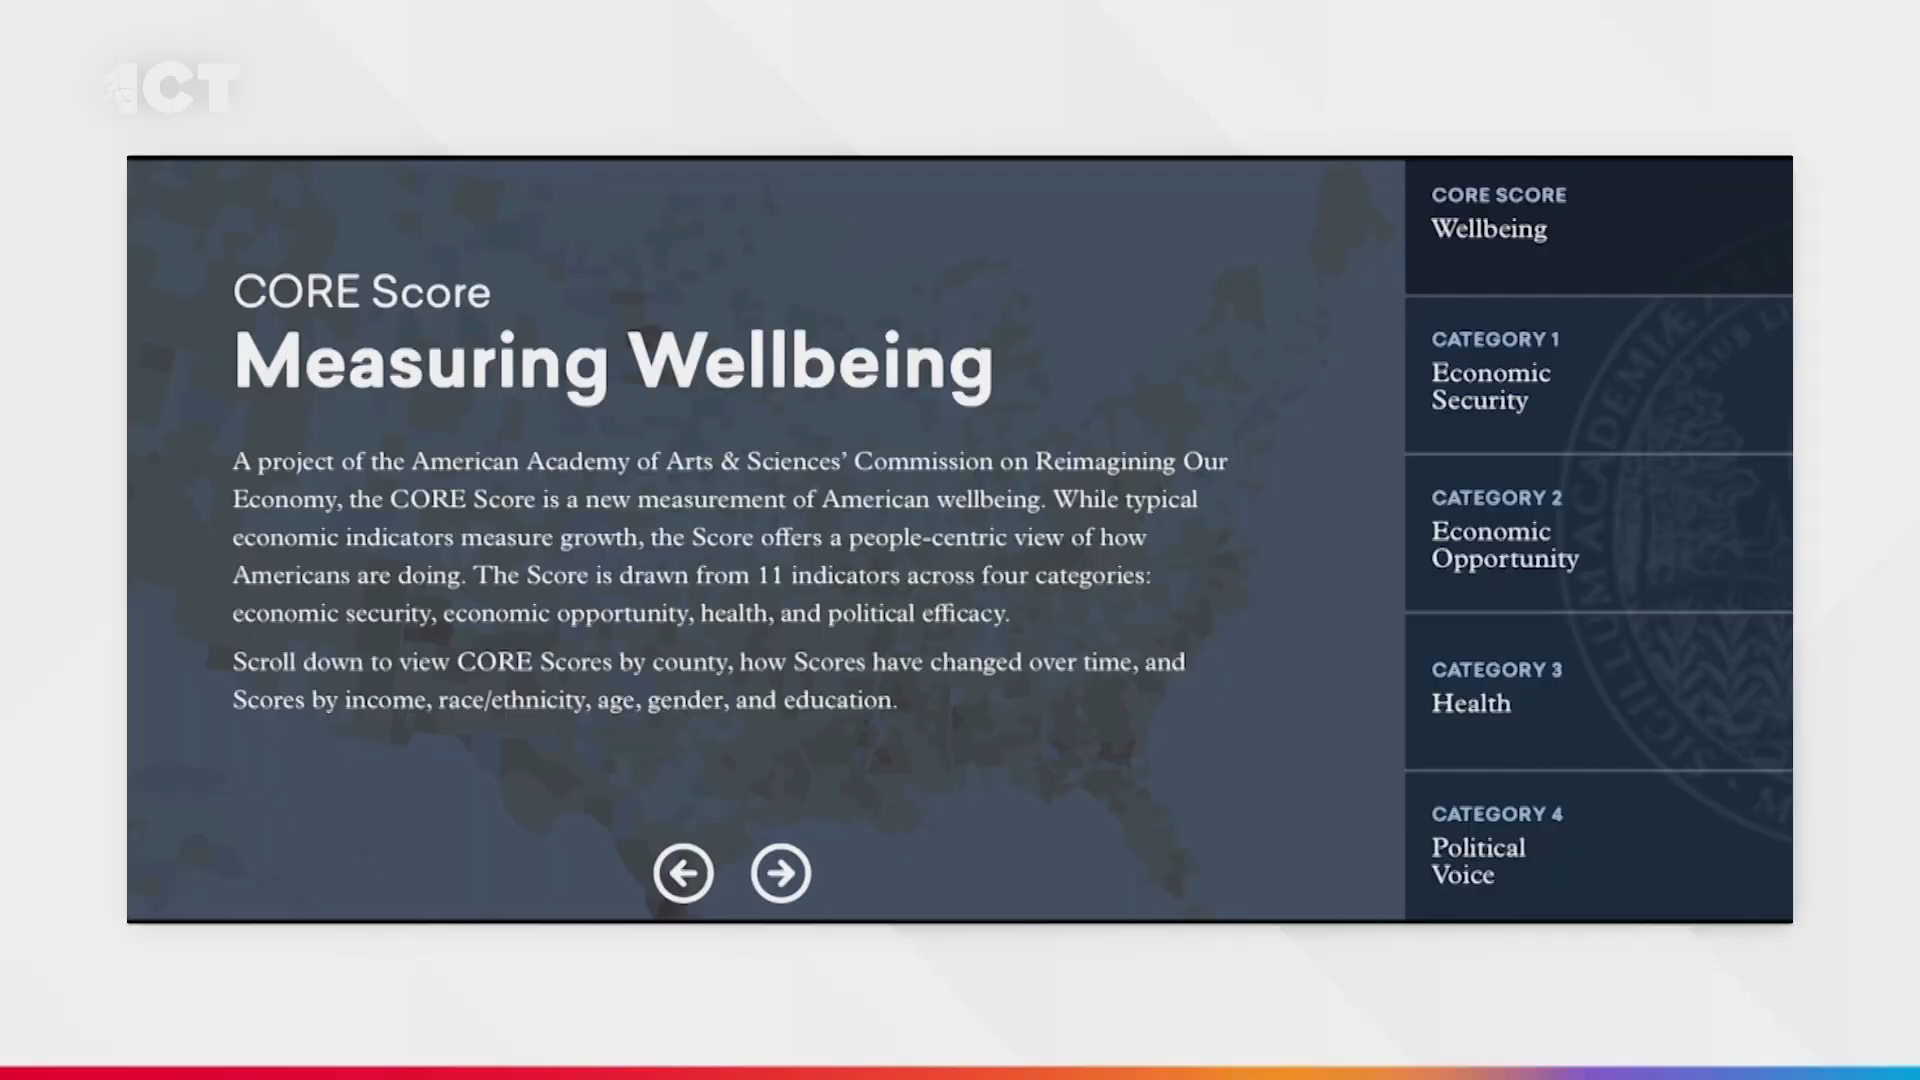 ICT
CORE Score
Measuring Wellbeing
A project of the American Academy of Arts & Sciences’ Commission on Reimagining Our
Economy, the CORE Score is a new measurement of American wellbeing. While typical
economic indicators measure growth, the Score offers a people-centric view of how
Americans are doing. The Score is drawn from 11 indicators across four categories:
economic security, economic opportunity, health, and political efficacy.
Scroll down to view CORE Scores by county, how Scores have changed over time, and
Scores by income, race/ethnicity, age, gender, and education.
CORE SCORE
Wellbeing
CATEGORY 1
Economic
Security
CATEGORY 2
Economic
Opportunity
CATEGORY 3
Health
CATEGORY 4
Political
Voice
SIGILLUM ACADEMIÆ
SUB LI